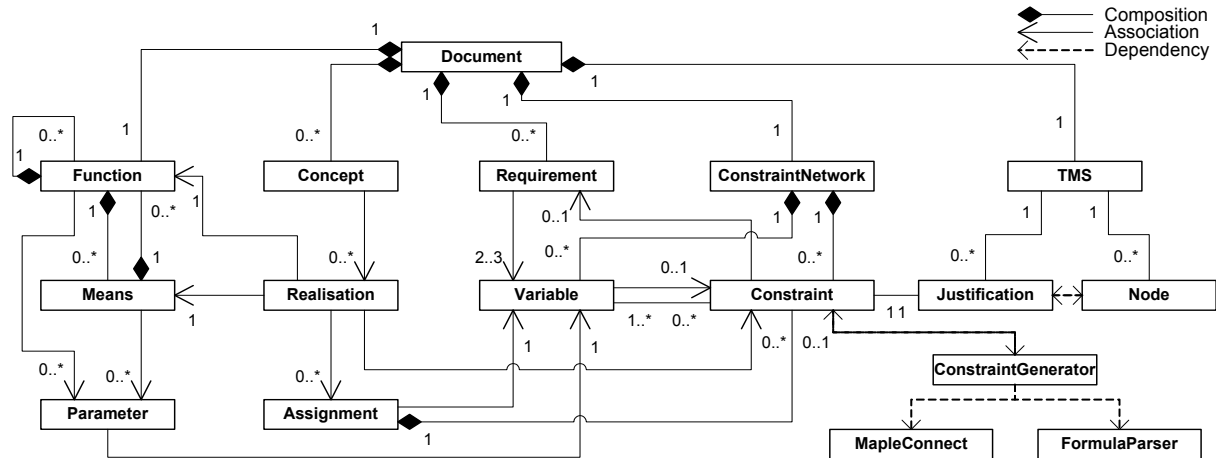 1 Composition
Document Association
1 1 1 Dependency
0..* 1 0..* 0..* 1 1
1
Function Concept Requirement ConstraintNetwork TMS
1 0..* 1 0..1 1 1 1 1
0..* 1 0..* 2..3 0..* 0..1 0..* 0..* 0..*
Means Realisation Variable Constraint Justification Node
1 1..* 0..* 1 1
0..* 0..* 0..* 1 1 0..* 0..1
ConstraintGenerator
Parameter Assignment
1
MapleConnect FormulaParser